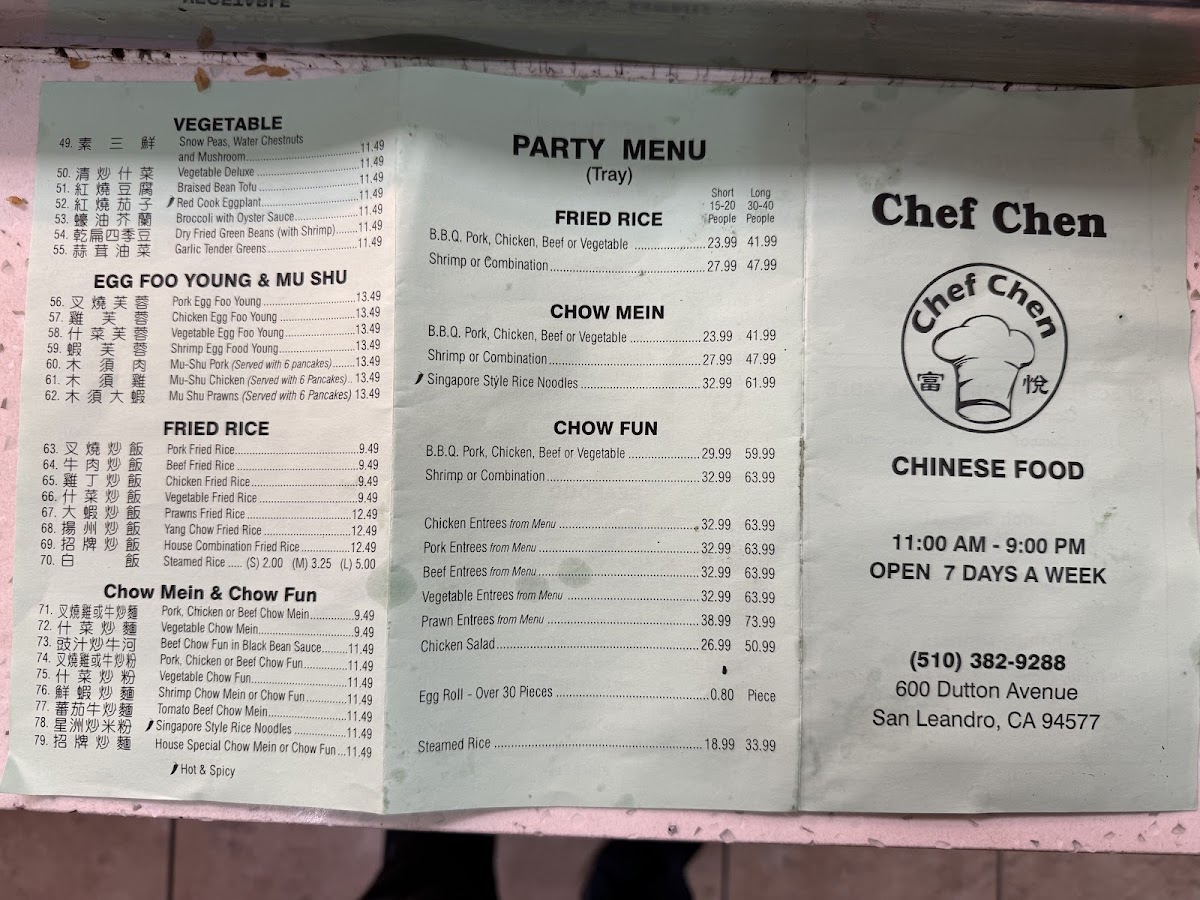 VEGETABLE
49. 素三鮮 Snow Peas, Water Chestnuts
and Mushroom 11.49
50. 清炒什菜 Vegetable Deluxe 11.49
51. 紅燒豆腐 Braised Bean Tofu 11.49
52. 紅燒茄子 Red Cook Eggplant 11.49
53. 蠔油芥蘭 Broccoli with Oyster Sauce 11.49
54. 乾扁四季豆 Dry Fried Green Beans (with Shrimp) 11.49
55. 蒜茸油菜 Garlic Tender Greens 11.49
EGG FOO YOUNG & MU SHU
56. 叉燒芙蓉 Pork Egg Foo Young 13.49
57. 雞芙蓉 Chicken Egg Foo Young 13.49
58. 什菜芙蓉 Vegetable Egg Foo Young 13.49
59. 蝦芙蓉 Shrimp Egg Food Young 13.49
60. 木須肉 Mu-Shu Pork (Served with 6 pancakes) 13.49
61. 木須雞 Mu-Shu Chicken (Served with 6 Pancakes) 13.49
62. 木須大蝦 Mu Shu Prawns (Served with 6 Pancakes) 13.49
FRIED RICE
63. 叉燒炒飯 Pork Fried Rice 9.49
64. 牛肉炒飯 Beef Fried Rice 9.49
65. 雞丁炒飯 Chicken Fried Rice 9.49
66. 什菜炒飯 Vegetable Fried Rice 9.49
67. 大蝦炒飯 Prawns Fried Rice 12.49
68. 揚州炒飯 Yang Chow Fried Rice 12.49
69. 招牌炒飯 House Combination Fried Rice 12.49
70. 白飯 Steamed Rice ..... (S) 2.00 (M) 3.25 (L) 5.00
Chow Mein & Chow Fun
71. 叉燒雞或牛炒麵 Pork, Chicken or Beef Chow Mein 9.49
72. 什菜炒麵 Vegetable Chow Mein 9.49
73. 豉汁炒牛河 Beef Chow Fun in Black Bean Sauce 11.49
74. 叉燒雞或牛炒粉 Pork, Chicken or Beef Chow Fun 11.49
75. 什菜炒粉 Vegetable Chow Fun 11.49
76. 鮮蝦炒麵 Shrimp Chow Mein or Chow Fun 11.49
77. 蕃茄牛炒麵 Tomato Beef Chow Mein 11.49
78. 星洲炒米粉 Singapore Style Rice Noodles 11.49
79. 招牌炒麵 House Special Chow Mein or Chow Fun 11.49
Hot & Spicy
PARTY MENU
(Tray)
Short Long
15-20 30-40
People People
FRIED RICE
B.B.Q. Pork, Chicken, Beef or Vegetable 23.99 41.99
Shrimp or Combination 27.99 47.99
CHOW MEIN
B.B.Q. Pork, Chicken, Beef or Vegetable 23.99 41.99
Shrimp or Combination 27.99 47.99
Singapore Style Rice Noodles 32.99 61.99
CHOW FUN
B.B.Q. Pork, Chicken, Beef or Vegetable 29.99 59.99
Shrimp or Combination 32.99 63.99
Chicken Entrees from Menu 32.99 63.99
Pork Entrees from Menu 32.99 63.99
Beef Entrees from Menu 32.99 63.99
Vegetable Entrees from Menu 32.99 63.99
Prawn Entrees from Menu 38.99 73.99
Chicken Salad 26.99 50.99
Egg Roll - Over 30 Pieces 0.80 Piece
Steamed Rice 18.99 33.99
Chef Chen
Chef Chen
富 悅
CHINESE FOOD
11:00 AM - 9:00 PM
OPEN 7 DAYS A WEEK
(510) 382-9288
600 Dutton Avenue
San Leandro, CA 94577